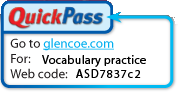 QuickPass
Go to glencoe.com
For: Vocabulary practice
Web code: ASD7837c2